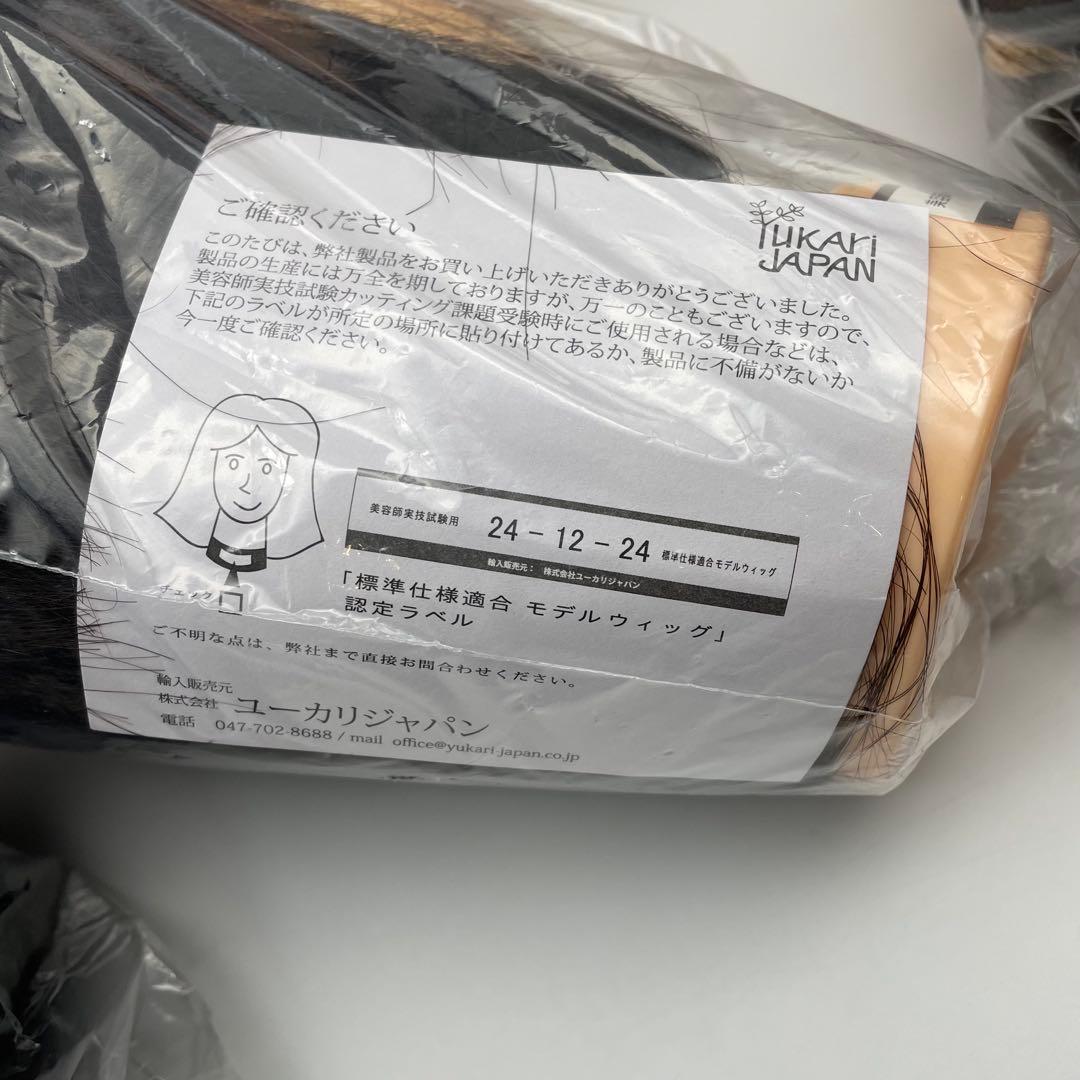 ご確認ください
YUKARi
JAPAN
このたびは、弊社製品をお買い上げいただきありがとうございました。
製品の生産には万全を期しておりますが、万一のこともございますので、
美容師実技試験カッティング課題受験時にご使用される場合などは、
下記のラベルが所定の場所に貼り付けてあるか、製品に不備がないか
今一度ご確認ください。
美容師実技試験用 24-12-24 標準仕様適合モデルウィッグ
輸入販売元: 株式会社ユーカリジャパン
チェック
「標準仕様適合 モデルウィッグ」
認定ラベル
ご不明な点は、弊社まで直接お問合わせください。
輸入販売元
株式会社 ユーカリジャパン
電話 047-702-8688 / mail office@yukari-japan.co.jp